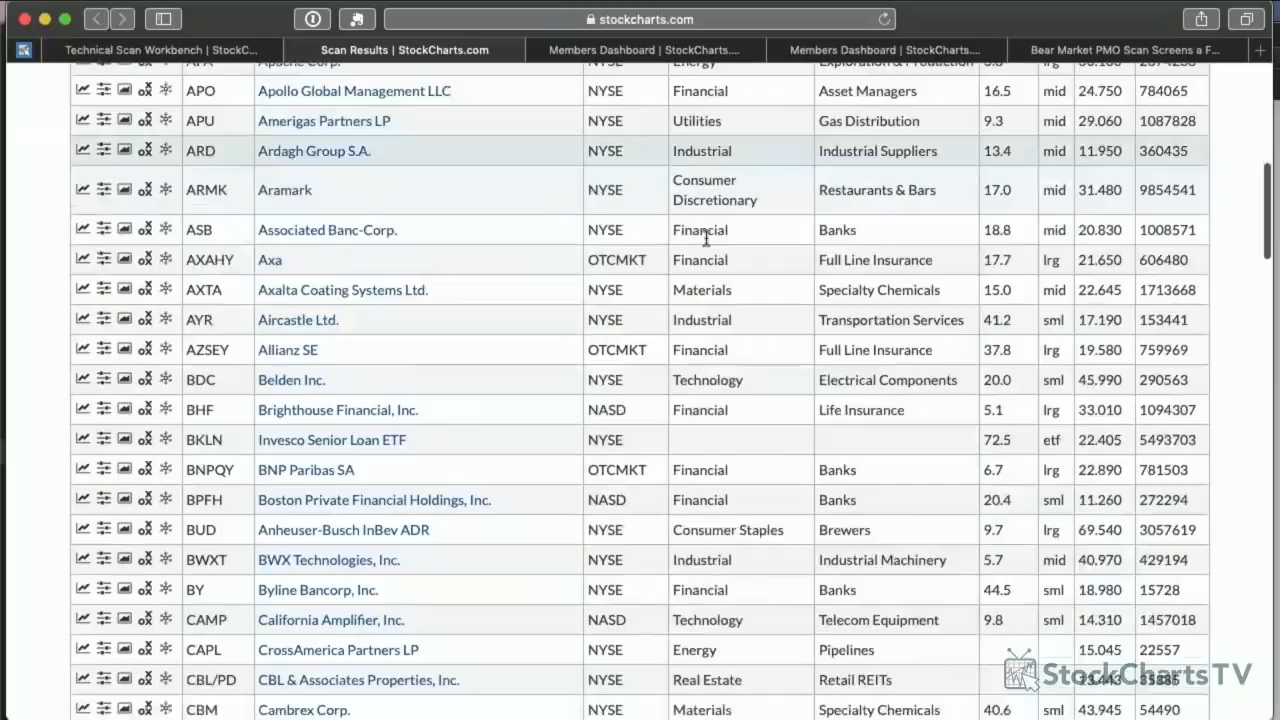 stockcharts.com
Technical Scan Workbench | StockC... Scan Results | StockCharts.com Members Dashboard | StockCharts.... Members Dashboard | StockCharts.... Bear Market PMO Scan Screens a F...
Apache Corp. NYSE Energy Exploration & Production
APO Apollo Global Management LLC NYSE Financial Asset Managers 16.5 mid 24.750 784065
APU Amerigas Partners LP NYSE Utilities Gas Distribution 9.3 mid 29.060 1087828
ARD Ardagh Group S.A. NYSE Industrial Industrial Suppliers 13.4 mid 11.950 360435
ARMK Aramark NYSE Consumer Discretionary Restaurants & Bars 17.0 mid 31.480 9854541
ASB Associated Banc-Corp. NYSE Financial Banks 18.8 mid 20.830 1008571
AXAHY Axa OTCMKT Financial Full Line Insurance 17.7 lrg 21.650 606480
AXTA Axalta Coating Systems Ltd. NYSE Materials Specialty Chemicals 15.0 mid 22.645 1713668
AYR Aircastle Ltd. NYSE Industrial Transportation Services 41.2 sml 17.190 153441
AZSEY Allianz SE OTCMKT Financial Full Line Insurance 37.8 lrg 19.580 759969
BDC Belden Inc. NYSE Technology Electrical Components 20.0 sml 45.990 290563
BHF Brighthouse Financial, Inc. NASD Financial Life Insurance 5.1 lrg 33.010 1094307
BKLN Invesco Senior Loan ETF NYSE 72.5 etf 22.405 5493703
BNPQY BNP Paribas SA OTCMKT Financial Banks 6.7 lrg 22.890 781503
BPFH Boston Private Financial Holdings, Inc. NASD Financial Banks 20.4 sml 11.260 272294
BUD Anheuser-Busch InBev ADR NYSE Consumer Staples Brewers 9.7 lrg 69.540 3057619
BWXT BWX Technologies, Inc. NYSE Industrial Industrial Machinery 5.7 mid 40.970 429194
BY Byline Bancorp, Inc. NYSE Financial Banks 44.5 sml 18.980 15728
CAMP California Amplifier, Inc. NASD Technology Telecom Equipment 9.8 sml 14.310 1457018
CAPL CrossAmerica Partners LP NYSE Energy Pipelines 15.045 22557
CBL/PD CBL & Associates Properties, Inc. NYSE Real Estate Retail REITs
StockChartsTV
CBM Cambrex Corp. NYSE Materials Specialty Chemicals 40.6 sml 43.945 54490